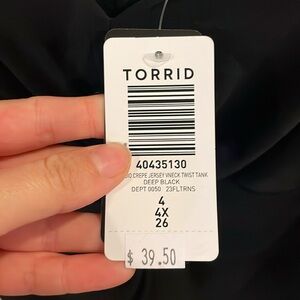 TORRID
40435130
CREPE JERSEY VNECK TWIST TANK
DEEP BLACK
DEPT 0050 23FLTRNS
4
4X
26
$ 39.50